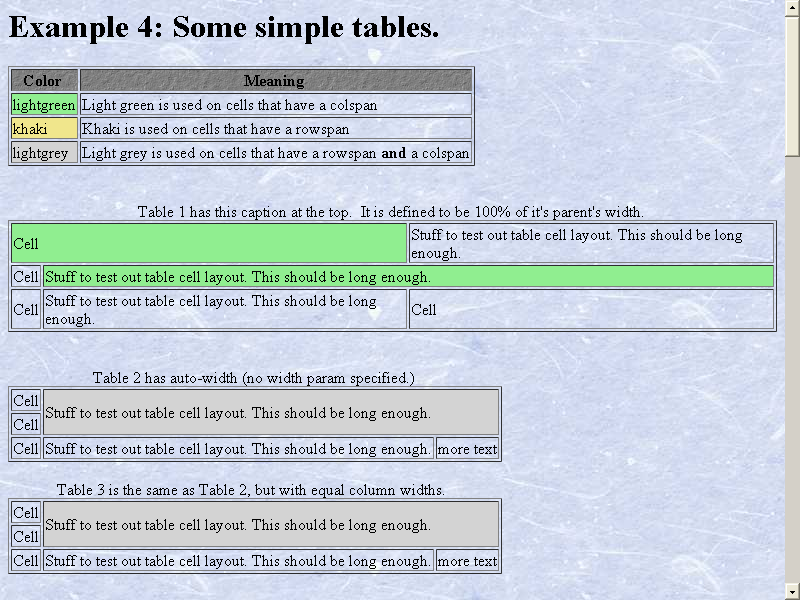 Example 4: Some simple tables.
Color Meaning
lightgreen Light green is used on cells that have a colspan
khaki Khaki is used on cells that have a rowspan
lightgrey Light grey is used on cells that have a rowspan and a colspan
Table 1 has this caption at the top. It is defined to be 100% of it's parent's width.
Cell Stuff to test out table cell layout. This should be long
enough.
Cell Stuff to test out table cell layout. This should be long enough.
Cell Stuff to test out table cell layout. This should be long
enough. Cell
Table 2 has auto-width (no width param specified.)
Cell
Stuff to test out table cell layout. This should be long enough.
Cell
Cell Stuff to test out table cell layout. This should be long enough. more text
Table 3 is the same as Table 2, but with equal column widths.
Cell
Stuff to test out table cell layout. This should be long enough.
Cell
Cell Stuff to test out table cell layout. This should be long enough. more text